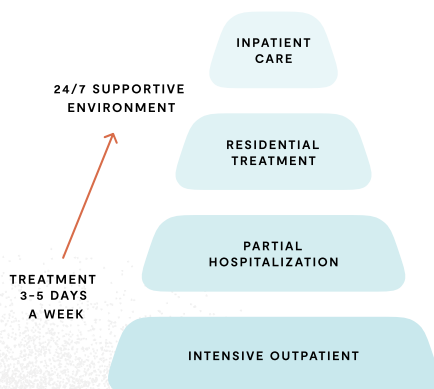 INPATIENT
CARE
24/7 SUPPORTIVE
ENVIRONMENT
RESIDENTIAL
TREATMENT
PARTIAL
HOSPITALIZATION
TREATMENT
3-5 DAYS
A WEEK
INTENSIVE OUTPATIENT